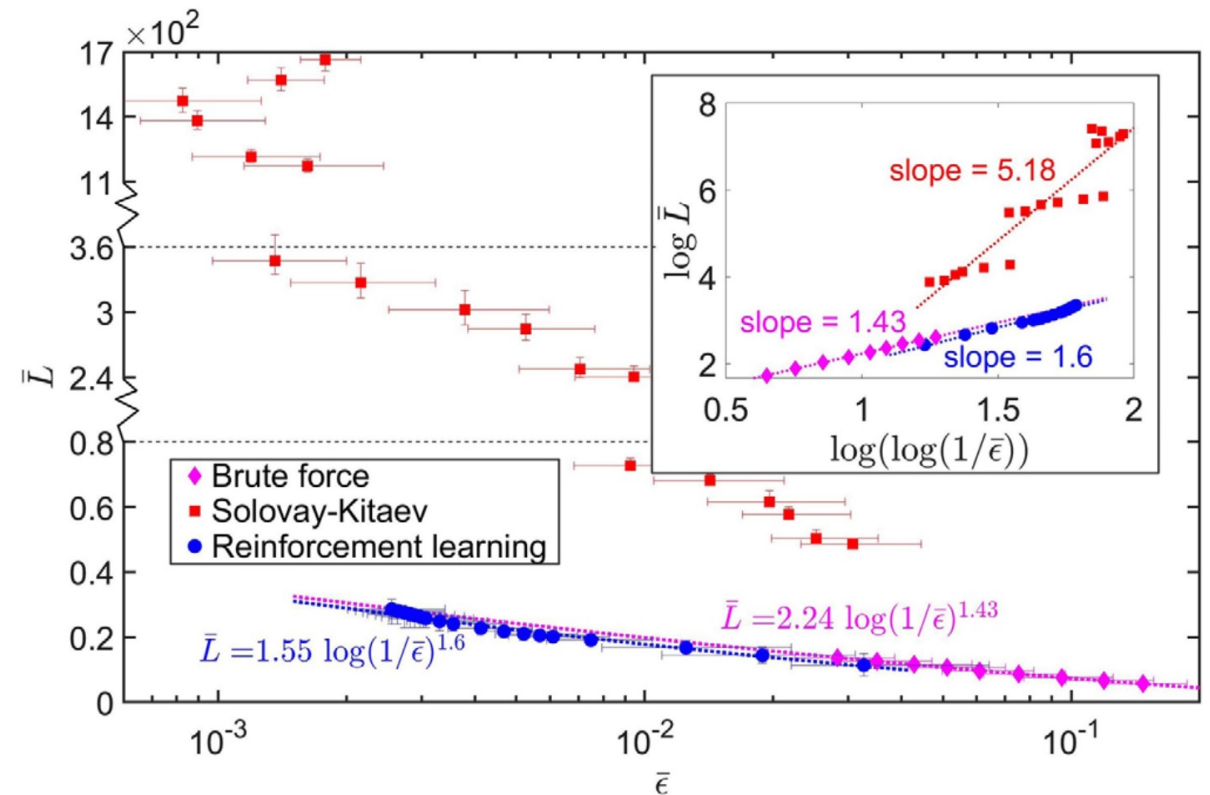 ×10²
17
14
11
3.6
3
2.4
0.8
0.6
0.4
0.2
0
L̄
8
6
4
2
log L̄
slope = 5.18
slope = 1.43
slope = 1.6
0.5 1 1.5 2
log(log(1/ε̄))
Brute force
Solovay-Kitaev
Reinforcement learning
L̄ =2.24 log(1/ε̄)^1.43
L̄ =1.55 log(1/ε̄)^1.6
10⁻³ 10⁻² 10⁻¹
ε̄